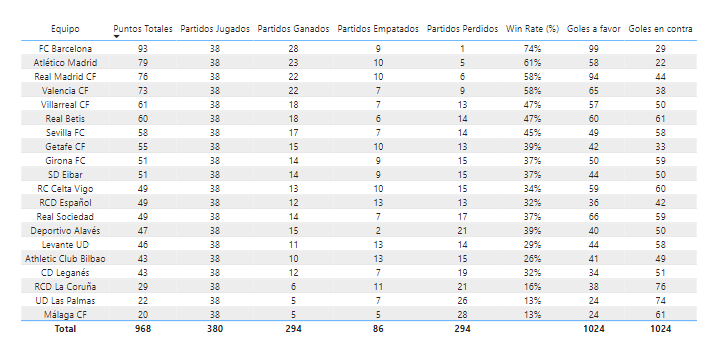 Equipo Puntos Totales Partidos Jugados Partidos Ganados Partidos Empatados Partidos Perdidos Win Rate (%) Goles a favor Goles en contra
FC Barcelona 93 38 28 9 1 74% 99 29
Atlético Madrid 79 38 23 10 5 61% 58 22
Real Madrid CF 76 38 22 10 6 58% 94 44
Valencia CF 73 38 22 7 9 58% 65 38
Villarreal CF 61 38 18 7 13 47% 57 50
Real Betis 60 38 18 6 14 47% 60 61
Sevilla FC 58 38 17 7 14 45% 49 58
Getafe CF 55 38 15 10 13 39% 42 33
Girona FC 51 38 14 9 15 37% 50 59
SD Eibar 51 38 14 9 15 37% 44 50
RC Celta Vigo 49 38 13 10 15 34% 59 60
RCD Español 49 38 12 13 13 32% 36 42
Real Sociedad 49 38 14 7 17 37% 66 59
Deportivo Alavés 47 38 15 2 21 39% 40 50
Levante UD 46 38 11 13 14 29% 44 58
Athletic Club Bilbao 43 38 10 13 15 26% 41 49
CD Leganés 43 38 12 7 19 32% 34 51
RCD La Coruña 29 38 6 11 21 16% 38 76
UD Las Palmas 22 38 5 7 26 13% 24 74
Málaga CF 20 38 5 5 28 13% 24 61
Total 968 380 294 86 294 1024 1024